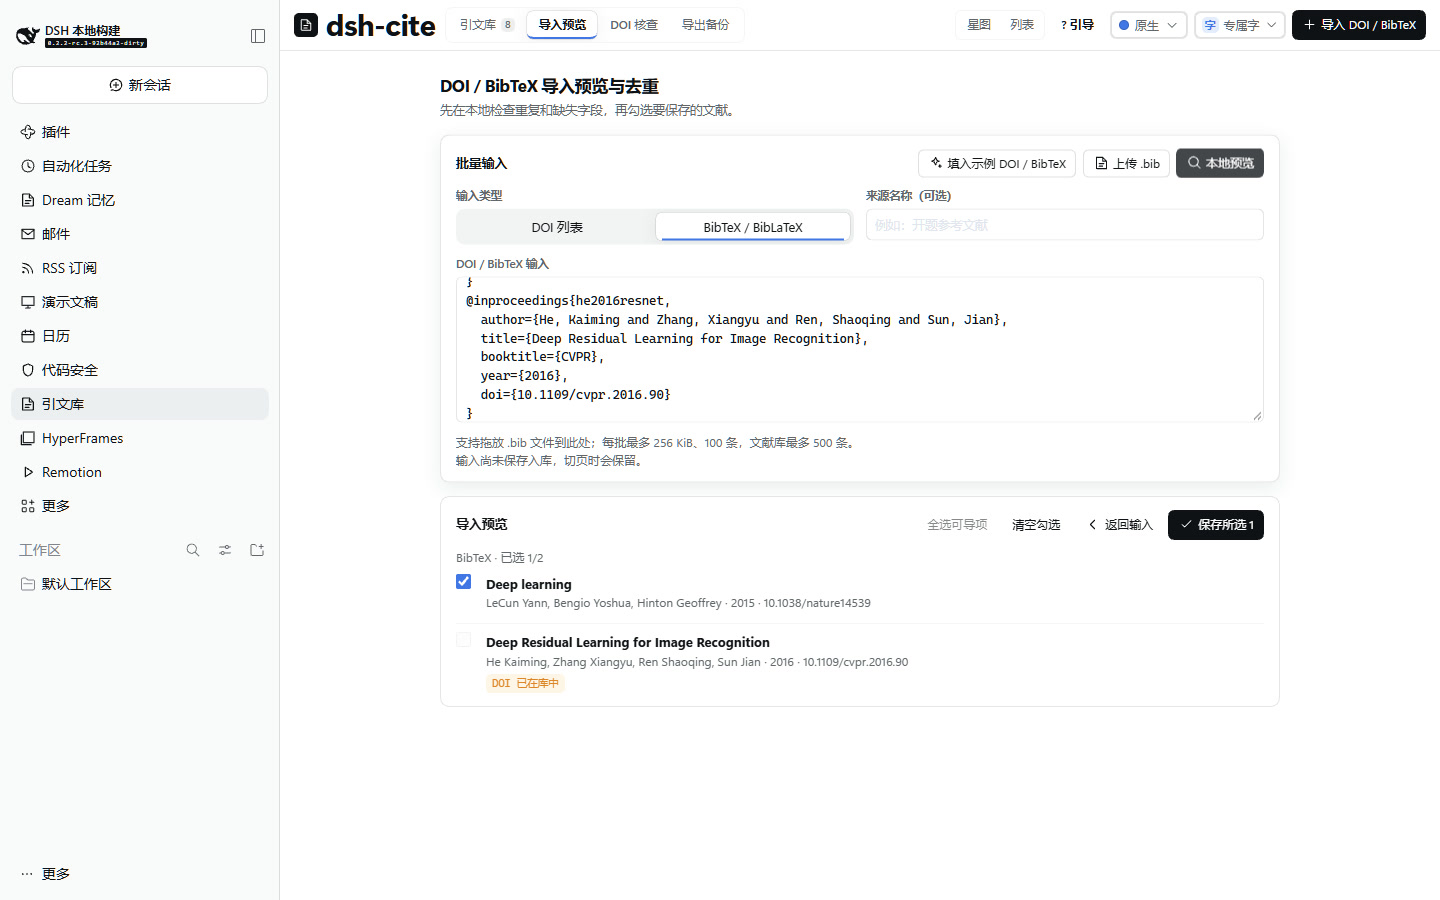 DSH 本地构建
0.2.2-rc.3-92b44a2-dirty
新会话
插件
自动化任务
Dream 记忆
邮件
RSS 订阅
演示文稿
日历
代码安全
引文库
HyperFrames
Remotion
更多
工作区
默认工作区
更多
dsh-cite
引文库 8
导入预览
DOI 核查
导出备份
星图
列表
? 引导
原生
字 专属字
导入 DOI / BibTeX
DOI / BibTeX 导入预览与去重
先在本地检查重复和缺失字段，再勾选要保存的文献。
批量输入
填入示例 DOI / BibTeX
上传 .bib
本地预览
输入类型
来源名称（可选）
DOI 列表
BibTeX / BibLaTeX
例如：开题参考文献
DOI / BibTeX 输入
}
@inproceedings{he2016resnet,
  author={He, Kaiming and Zhang, Xiangyu and Ren, Shaoqing and Sun, Jian},
  title={Deep Residual Learning for Image Recognition},
  booktitle={CVPR},
  year={2016},
  doi={10.1109/cvpr.2016.90}
}
支持拖放 .bib 文件到此处；每批最多 256 KiB、100 条，文献库最多 500 条。
输入尚未保存入库，切页时会保留。
导入预览
全选可导项
清空勾选
返回输入
保存所选 1
BibTeX · 已选 1/2
Deep learning
LeCun Yann, Bengio Yoshua, Hinton Geoffrey · 2015 · 10.1038/nature14539
Deep Residual Learning for Image Recognition
He Kaiming, Zhang Xiangyu, Ren Shaoqing, Sun Jian · 2016 · 10.1109/cvpr.2016.90
DOI 已在库中